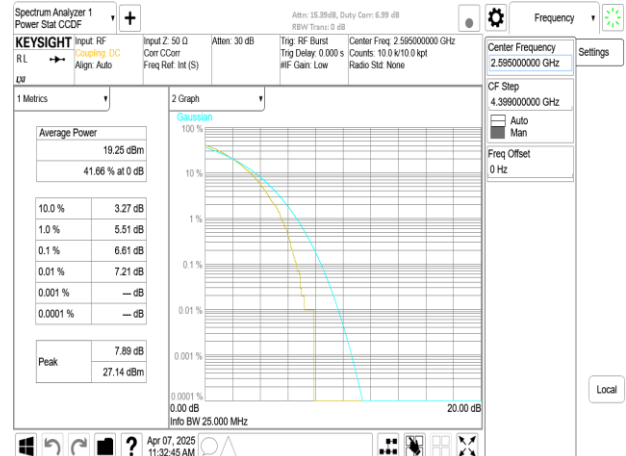 Spectrum Analyzer 1
Power Stat CCDF
Attn: 15.39dB, Duty Corr: 6.99 dB
RBW Trans: 0 dB
Frequency
KEYSIGHT
RL
LXI
Input: RF
Coupling: DC
Align: Auto
Input Z: 50 Ω
Corr CCorr
Freq Ref: Int (S)
Atten: 30 dB
Trig: RF Burst
Trig Delay: 0.000 s
#IF Gain: Low
Center Freq: 2.595000000 GHz
Counts: 10.0 k/10.0 kpt
Radio Std: None
Center Frequency
2.595000000 GHz
Settings
CF Step
4.399000000 GHz
Auto
Man
Freq Offset
0 Hz
Local
1 Metrics
Average Power
19.25 dBm
41.66 % at 0 dB
10.0 % 3.27 dB
1.0 % 5.51 dB
0.1 % 6.61 dB
0.01 % 7.21 dB
0.001 % --- dB
0.0001 % --- dB
Peak
7.89 dB
27.14 dBm
2 Graph
Gaussian
100 %
10 %
1 %
0.1 %
0.01 %
0.001 %
0.0001 %
0.00 dB 20.00 dB
Info BW 25.000 MHz
?
Apr 07, 2025
11:32:45 AM